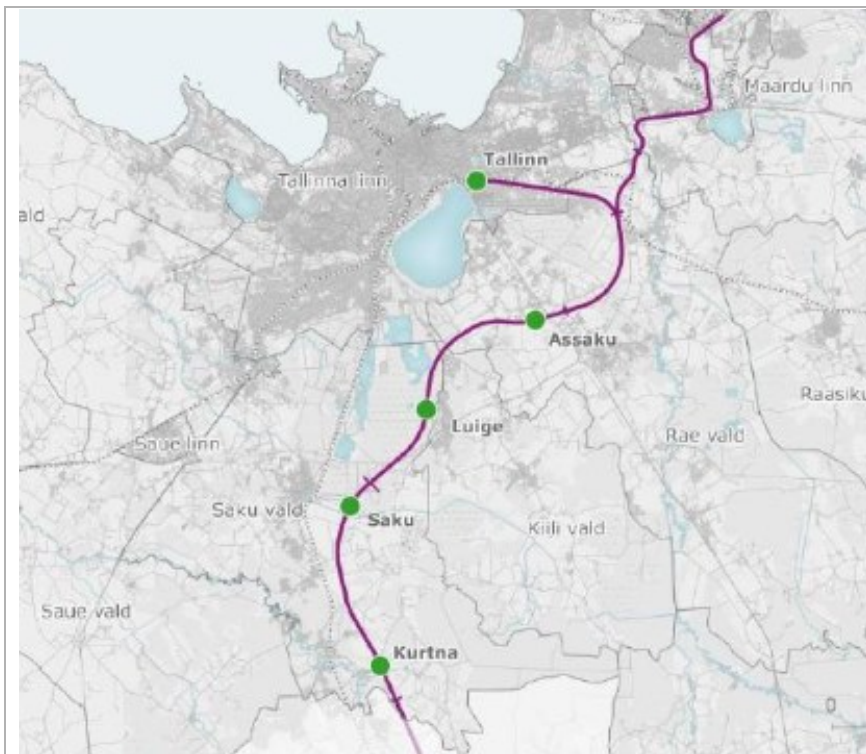 Maardu linn
Tallinn
Tallinna linn
ald
Assaku
Raasiku
Luige
Rae vald
Saue linn
Saku vald
Saku
Kiili vald
Saue vald
Kurtna
0